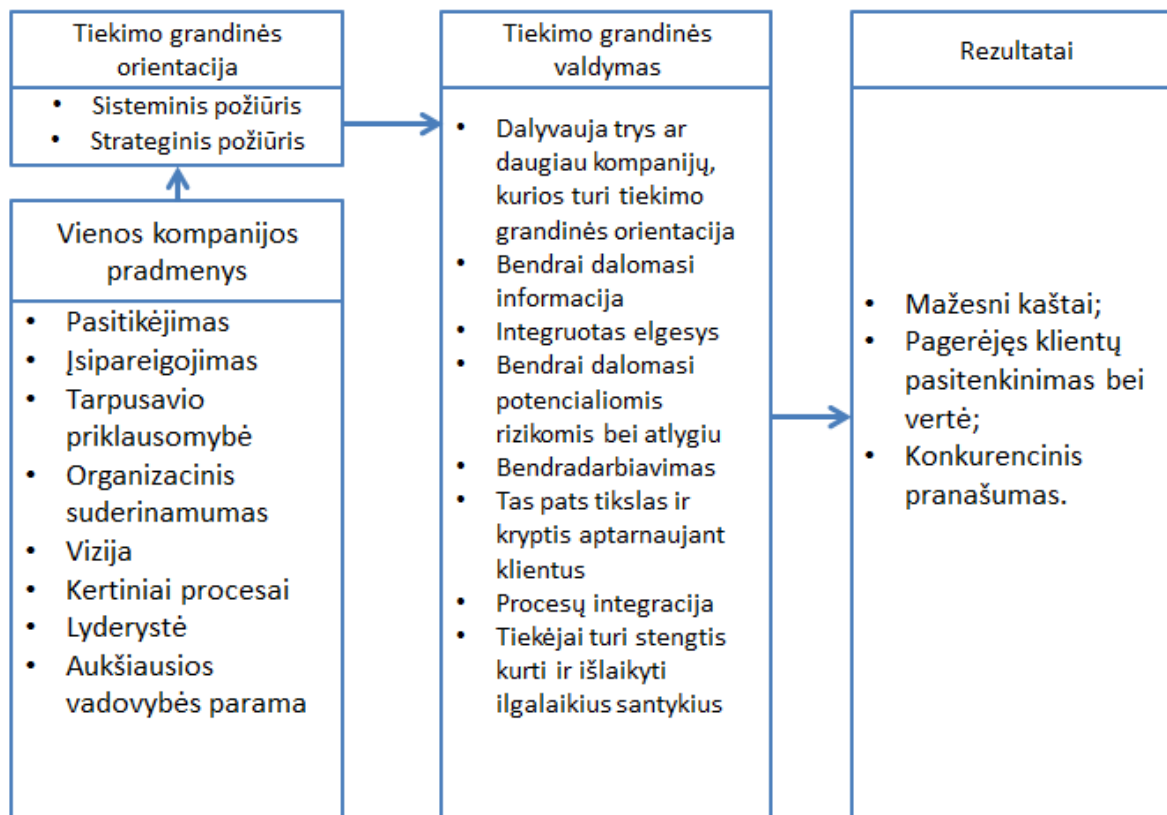 Tiekimo grandinės
orientacija
• Sisteminis požiūris
• Strateginis požiūris
Vienos kompanijos
pradmenys
• Pasitikėjimas
• Įsipareigojimas
• Tarpusavio
priklausomybė
• Organizacinis
suderinamumas
• Vizija
• Kertiniai procesai
• Lyderystė
• Aukšiausios
vadovybės parama
Tiekimo grandinės
valdymas
• Dalyvauja trys ar
daugiau kompanijų,
kurios turi tiekimo
grandinės orientacija
• Bendrai dalomasi
informacija
• Integruotas elgesys
• Bendrai dalomasi
potencialiomis
rizikomis bei atlygiu
• Bendradarbiavimas
• Tas pats tikslas ir
kryptis aptarnaujant
klientus
• Procesų integracija
• Tiekėjai turi stengtis
kurti ir išlaikyti
ilgalaikius santykius
Rezultatai
• Mažesni kaštai;
• Pagerėjęs klientų
pasitenkinimas bei
vertė;
• Konkurencinis
pranašumas.